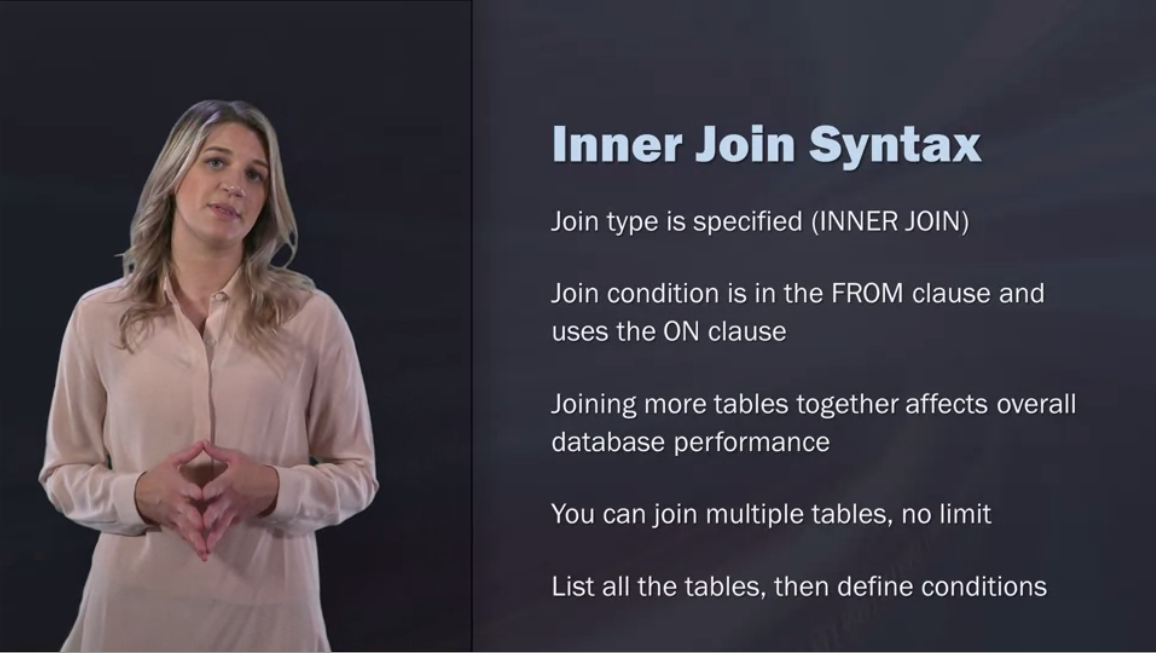 Inner Join Syntax
Join type is specified (INNER JOIN)
Join condition is in the FROM clause and
uses the ON clause
Joining more tables together affects overall
database performance
You can join multiple tables, no limit
List all the tables, then define conditions